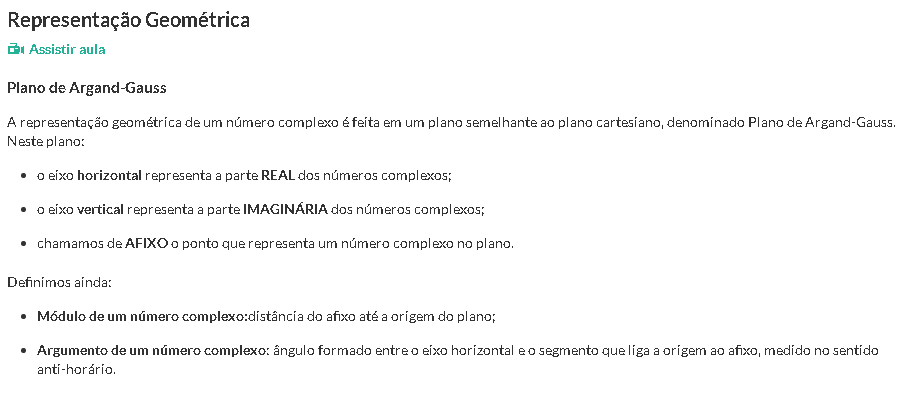 Representação Geométrica
Assistir aula
Plano de Argand-Gauss
A representação geométrica de um número complexo é feita em um plano semelhante ao plano cartesiano, denominado Plano de Argand-Gauss.
Neste plano:
• o eixo horizontal representa a parte REAL dos números complexos;
• o eixo vertical representa a parte IMAGINÁRIA dos números complexos;
• chamamos de AFIXO o ponto que representa um número complexo no plano.
Definimos ainda:
• Módulo de um número complexo:distância do afixo até a origem do plano;
• Argumento de um número complexo: ângulo formado entre o eixo horizontal e o segmento que liga a origem ao afixo, medido no sentido
anti-horário.